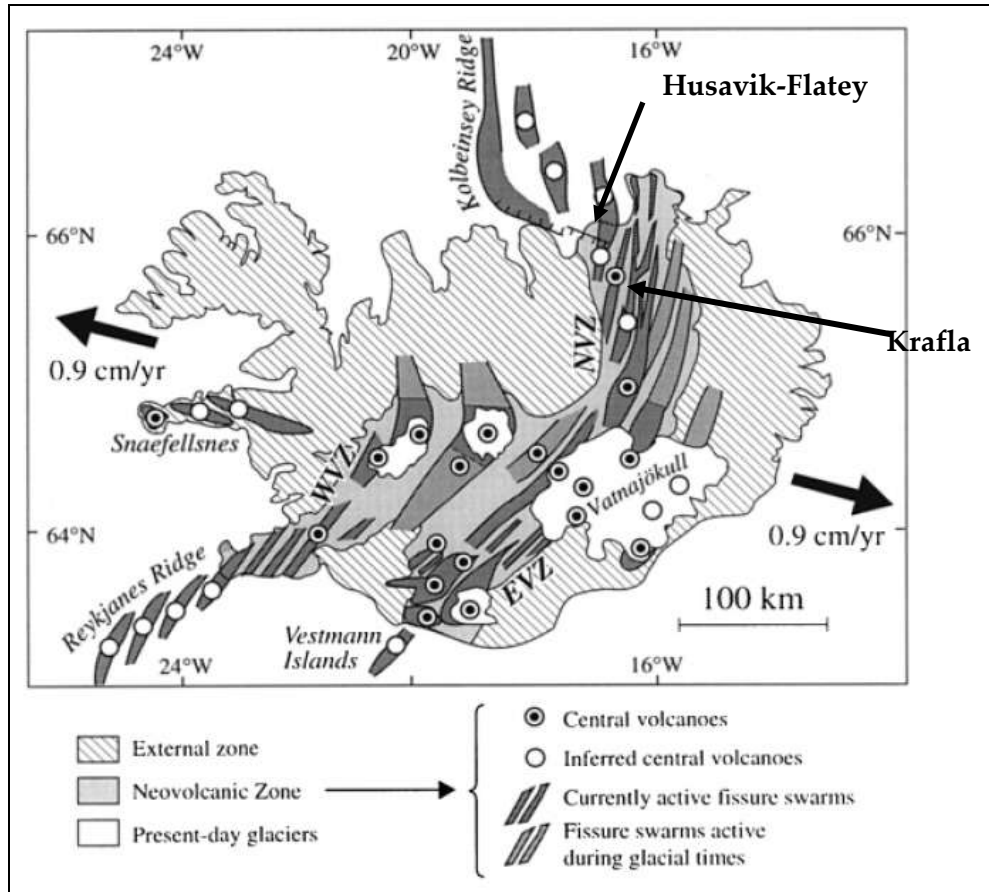 24°W 20°W 16°W
Husavik-Flatey
Kolbeinsey Ridge
66°N 66°N
NVZ
Krafla
0.9 cm/yr
Snaefellsnes
WVZ
Vatnajökull
64°N
0.9 cm/yr
EVZ
Reykjanes Ridge
100 km
Vestmann
Islands
24°W 16°W
External zone
Neovolcanic Zone
Present-day glaciers
Central volcanoes
Inferred central volcanoes
Currently active fissure swarms
Fissure swarms active
during glacial times